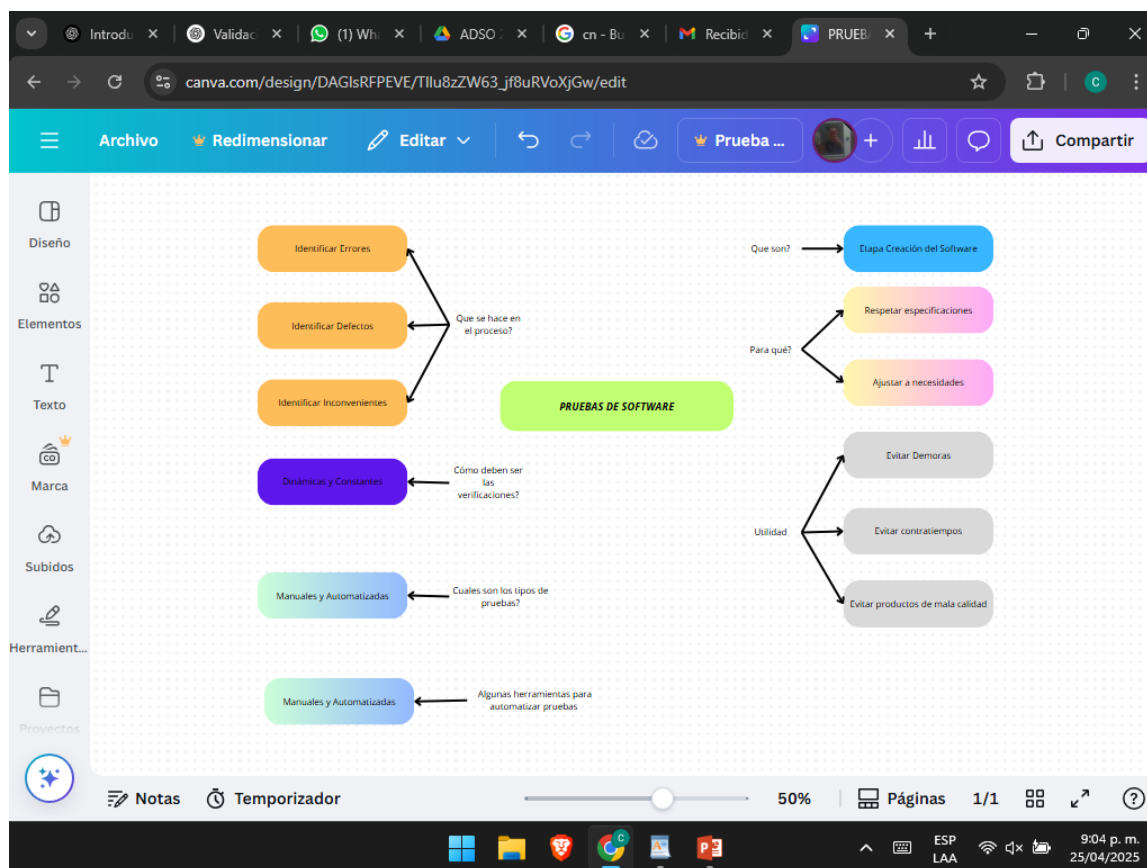 Introdu
Validac
(1) Wha
ADSO 2
cn - Bu
Recibid
PRUEB
canva.com/design/DAGlsRFPEVE/TIIu8zZW63_jf8uRVoXjGw/edit
C
Archivo
Redimensionar
Editar
Prueba ...
Compartir
Diseño
Elementos
Texto
CO
Marca
Subidos
Herramient...
Proyectos
Identificar Errores
Identificar Defectos
Identificar Inconvenientes
Que se hace en
el proceso?
Dinámicas y Constantes
Cómo deben ser
las
verificaciones?
Manuales y Automatizadas
Cuales son los tipos de
pruebas?
Manuales y Automatizadas
Algunas herramientas para
automatizar pruebas
PRUEBAS DE SOFTWARE
Que son?
Etapa Creación del Software
Para qué?
Respetar especificaciones
Ajustar a necesidades
Utilidad
Evitar Demoras
Evitar contratiempos
Evitar productos de mala calidad
Notas
Temporizador
50%
Páginas
1/1
?
C
ESP
LAA
9:04 p. m.
25/04/2025